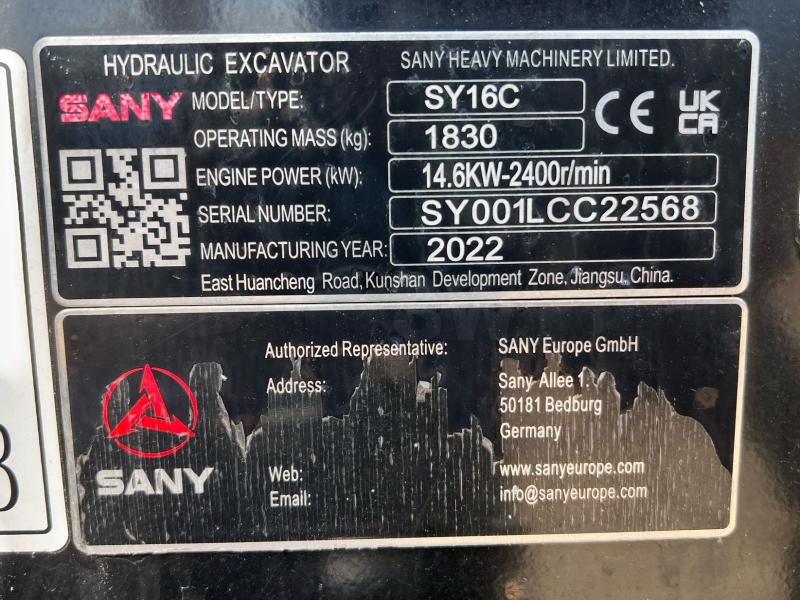 HYDRAULIC EXCAVATOR SANY HEAVY MACHINERY LIMITED.
SANY MODEL/TYPE: SY16C CE UK CA
OPERATING MASS (kg): 1830
ENGINE POWER (kW): 14.6KW-2400r/min
SERIAL NUMBER: SY001LCC22568
MANUFACTURING YEAR: 2022
East Huancheng Road, Kunshan Development Zone, Jiangsu, China.
Authorized Representative: SANY Europe GmbH
Address: Sany Allee 1.
50181 Bedburg
Germany
SANY
Web: www.sanyeurope.com
Email: info@sanyeurope.com